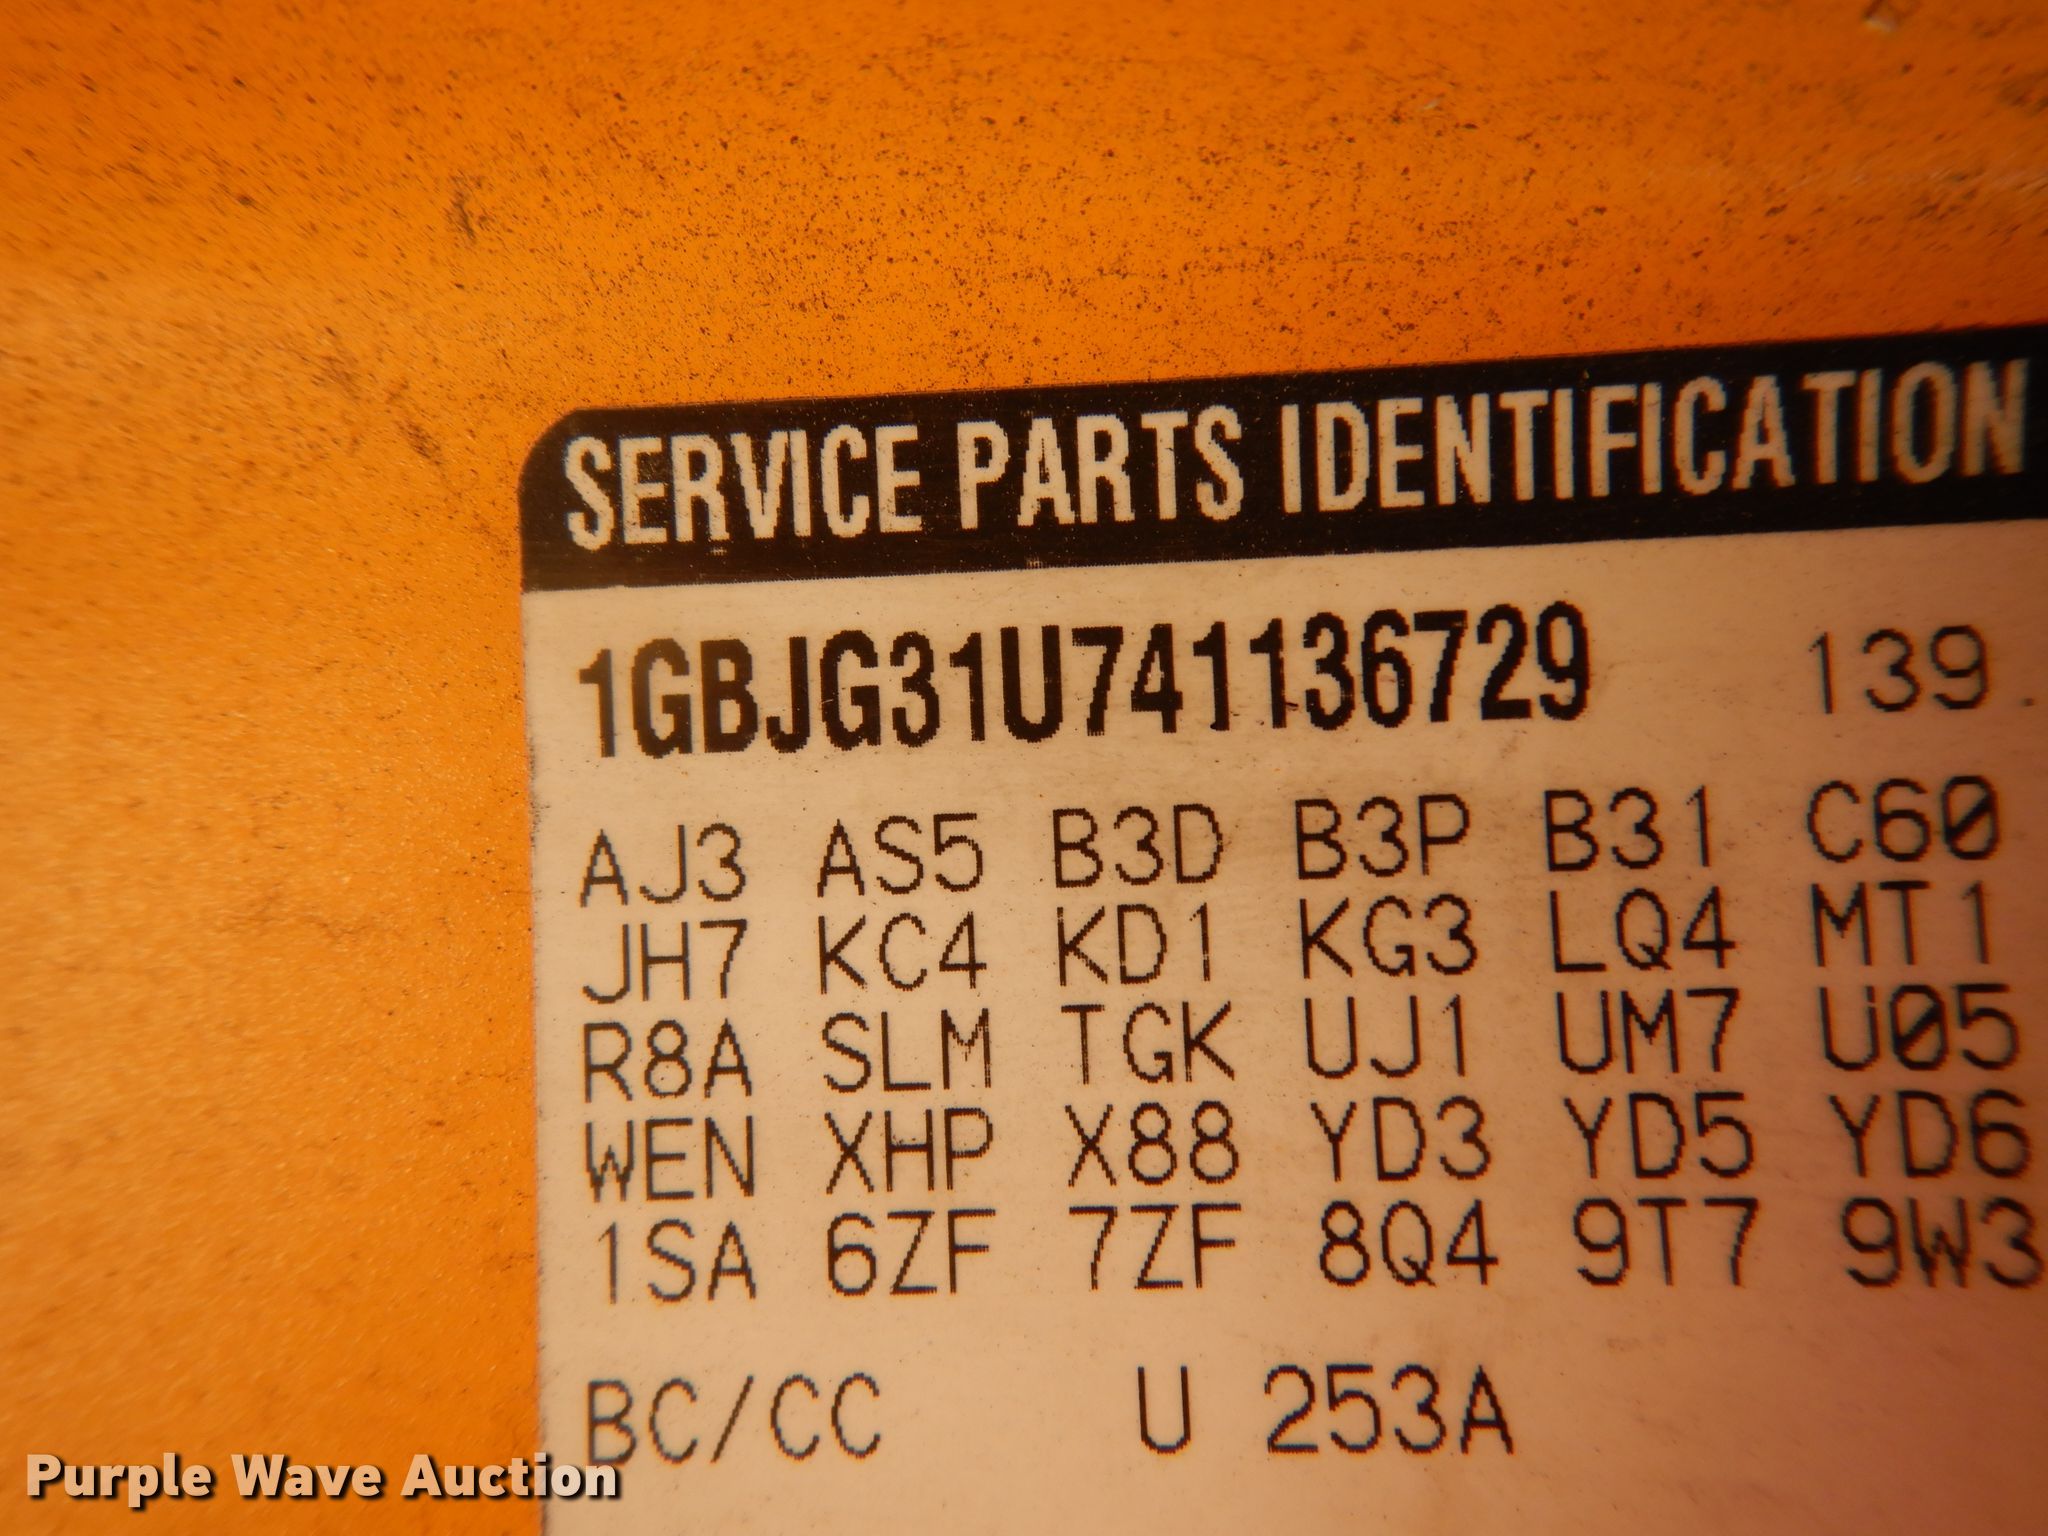 SERVICE PARTS IDENTIFICATION
1GBJG31U741136729 139.
AJ3 AS5 B3D B3P B31 C60
JH7 KC4 KD1 KG3 LQ4 MT1
R8A SLM TGK UJ1 UM7 U05
WEN XHP X88 YD3 YD5 YD6
1SA 6ZF 7ZF 8Q4 9T7 9W3
BC/CC U 253A
Purple Wave Auction